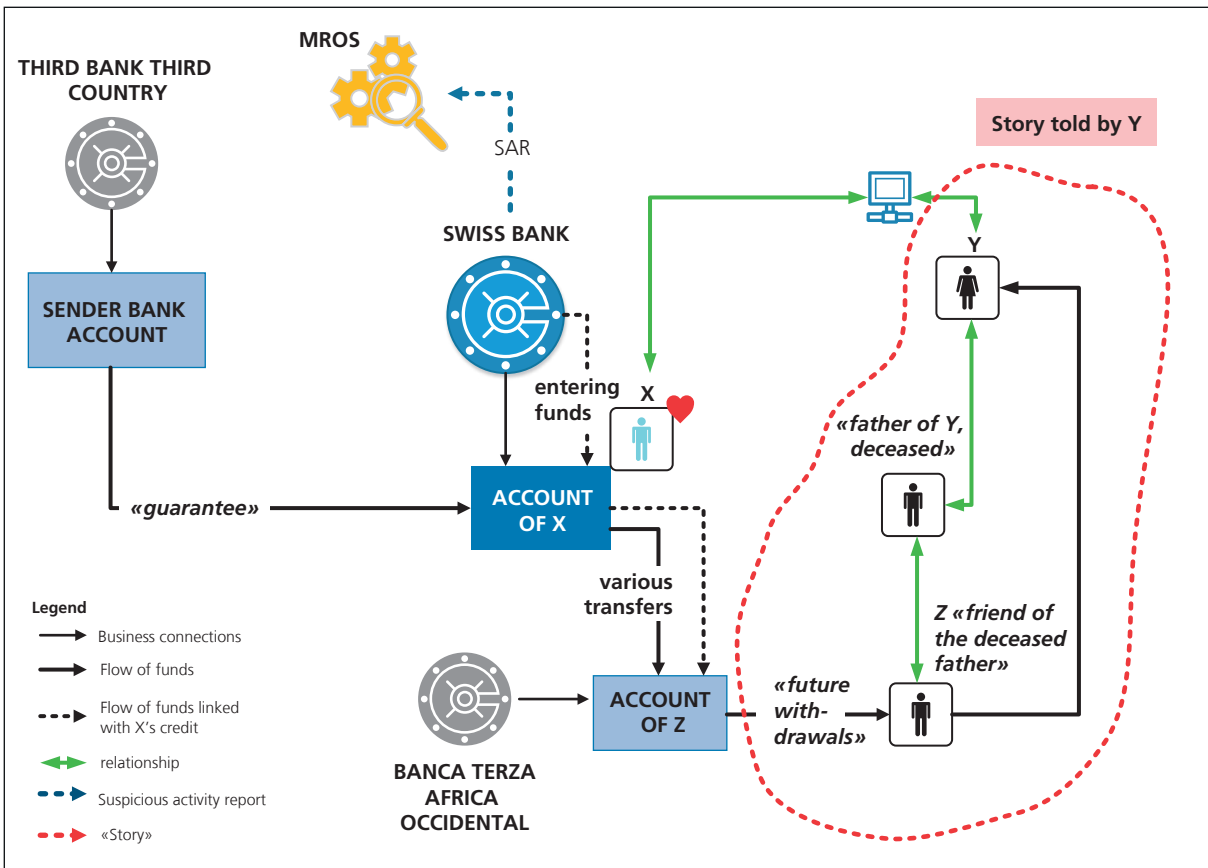 MROS
THIRD BANK THIRD
COUNTRY
SAR
Story told by Y
SWISS BANK
Y
SENDER BANK
ACCOUNT
entering
funds
X
«father of Y,
deceased»
«guarantee»
ACCOUNT
OF X
various
transfers
Z «friend of
the deceased
father»
ACCOUNT
OF Z
«future
with-
drawals»
BANCA TERZA
AFRICA
OCCIDENTAL
Legend
Business connections
Flow of funds
Flow of funds linked
with X's credit
relationship
Suspicious activity report
«Story»